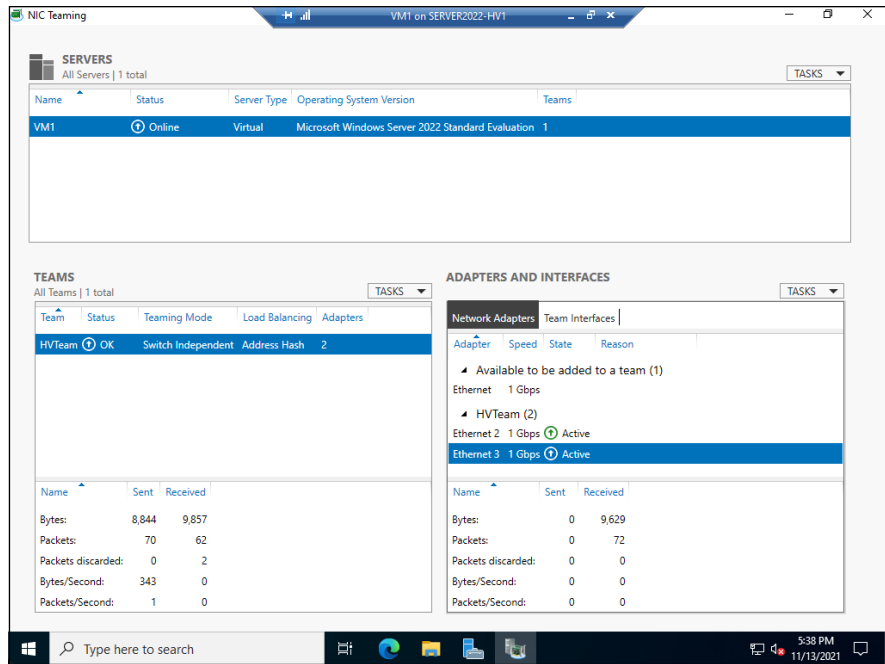 NIC Teaming
VM1 on SERVER2022-HV1
SERVERS
All Servers | 1 total
TASKS
Name Status Server Type Operating System Version Teams
VM1 Online Virtual Microsoft Windows Server 2022 Standard Evaluation 1
TEAMS
All Teams | 1 total
TASKS
Team Status Teaming Mode Load Balancing Adapters
HVTeam OK Switch Independent Address Hash 2
Name Sent Received
Bytes: 8,844 9,857
Packets: 70 62
Packets discarded: 0 2
Bytes/Second: 343 0
Packets/Second: 1 0
ADAPTERS AND INTERFACES
TASKS
Network Adapters Team Interfaces
Adapter Speed State Reason
Available to be added to a team (1)
Ethernet 1 Gbps
HVTeam (2)
Ethernet 2 1 Gbps Active
Ethernet 3 1 Gbps Active
Name Sent Received
Bytes: 0 9,629
Packets: 0 72
Packets discarded: 0 0
Bytes/Second: 0 0
Packets/Second: 0 0
Type here to search
5:38 PM
11/13/2021